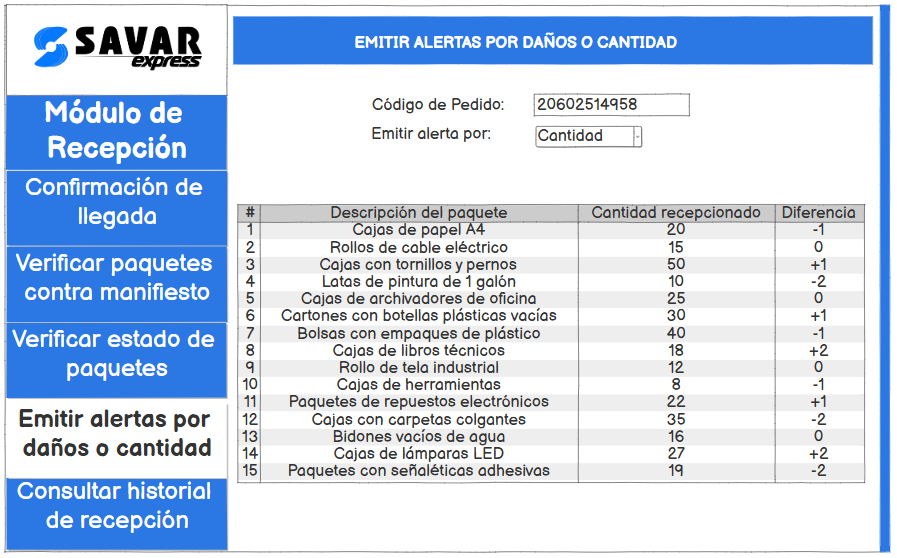 SAVAR
express
Módulo de
Recepción
Confirmación de
llegada
Verificar paquetes
contra manifiesto
Verificar estado de
paquetes
Emitir alertas por
daños o cantidad
Consultar historial
de recepción
EMITIR ALERTAS POR DAÑOS O CANTIDAD
Código de Pedido: 20602514958
Emitir alerta por: Cantidad
# Descripción del paquete Cantidad recepcionado Diferencia
1 Cajas de papel A4 20 -1
2 Rollos de cable eléctrico 15 0
3 Cajas con tornillos y pernos 50 +1
4 Latas de pintura de 1 galón 10 -2
5 Cajas de archivadores de oficina 25 0
6 Cartones con botellas plásticas vacías 30 +1
7 Bolsas con empaques de plástico 40 -1
8 Cajas de libros técnicos 18 +2
9 Rollo de tela industrial 12 0
10 Cajas de herramientas 8 -1
11 Paquetes de repuestos electrónicos 22 +1
12 Cajas con carpetas colgantes 35 -2
13 Bidones vacíos de agua 16 0
14 Cajas de lámparas LED 27 +2
15 Paquetes con señaléticas adhesivas 19 -2